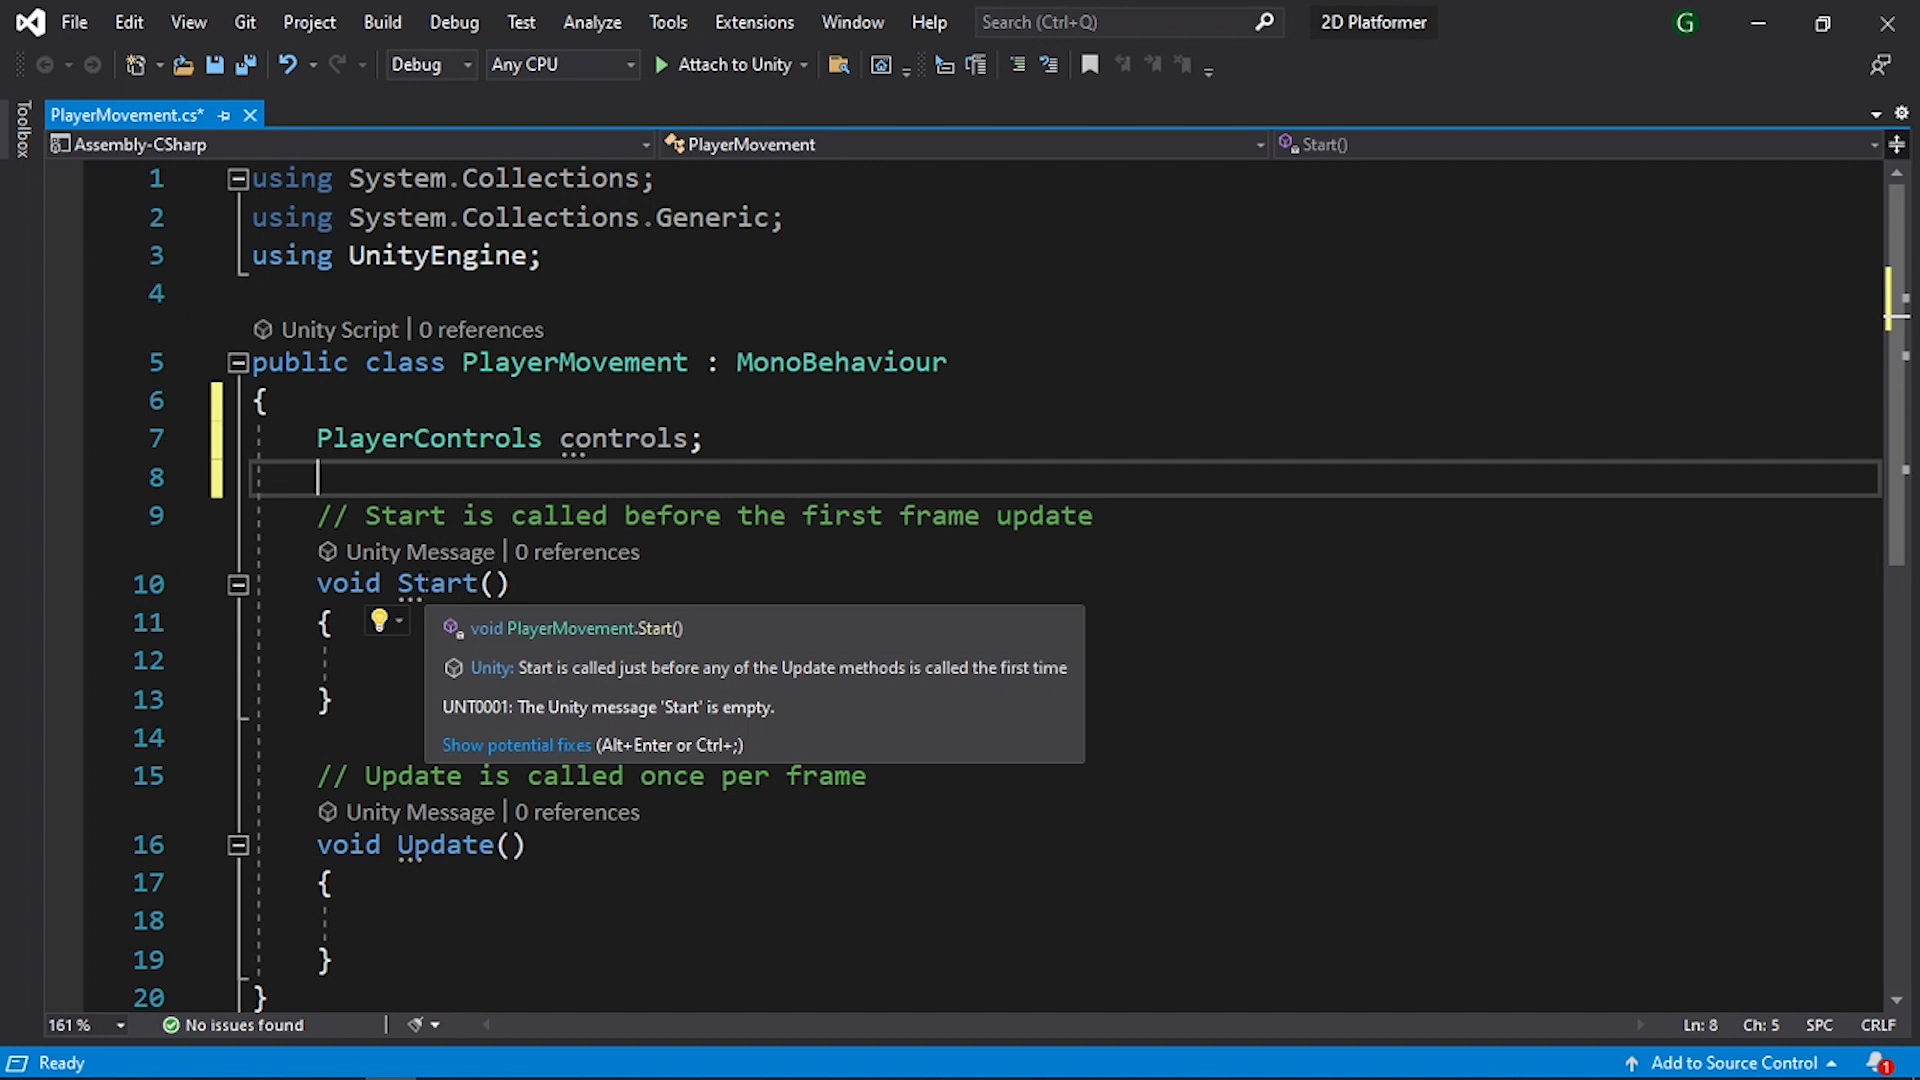 File Edit View Git Project Build Debug Test Analyze Tools Extensions Window Help Search (Ctrl+Q) 2D Platformer G
Debug Any CPU Attach to Unity
Toolbox
PlayerMovement.cs*
Assembly-CSharp PlayerMovement Start()
1 using System.Collections;
2 using System.Collections.Generic;
3 using UnityEngine;
4
Unity Script | 0 references
5 public class PlayerMovement : MonoBehaviour
6 {
7 PlayerControls controls;
8
9 // Start is called before the first frame update
Unity Message | 0 references
10 void Start()
11 {
void PlayerMovement.Start()
12
Unity: Start is called just before any of the Update methods is called the first time
13 }
UNT0001: The Unity message 'Start' is empty.
14
Show potential fixes (Alt+Enter or Ctrl+;)
15 // Update is called once per frame
Unity Message | 0 references
16 void Update()
17 {
18
19 }
20 }
161 % No issues found Ln: 8 Ch: 5 SPC CRLF
Ready Add to Source Control 1